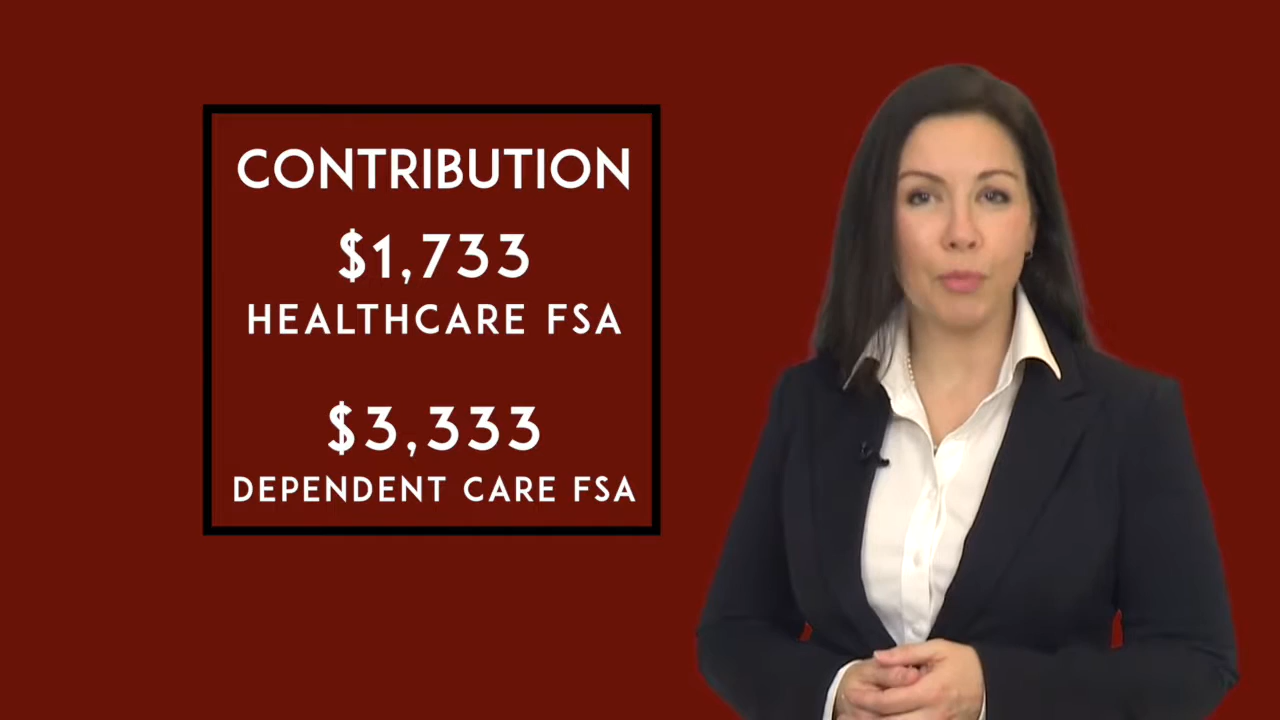 CONTRIBUTION
$1,733
HEALTHCARE FSA
$3,333
DEPENDENT CARE FSA